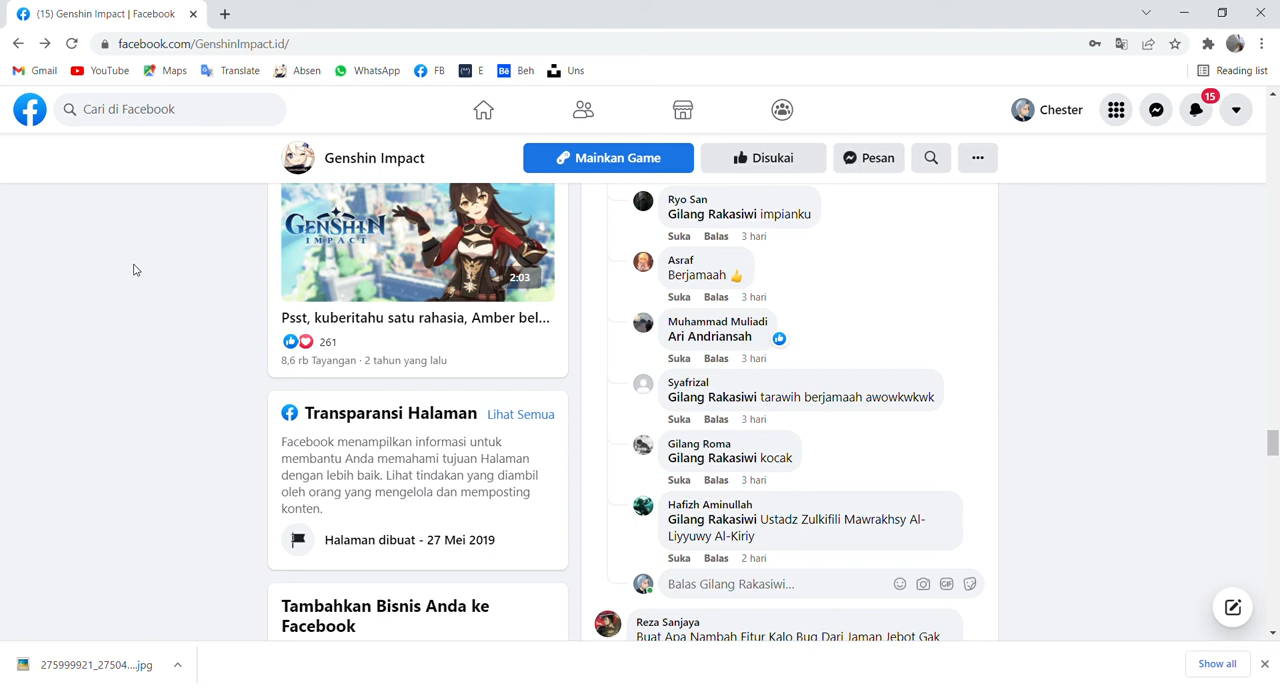 (15) Genshin Impact | Facebook
facebook.com/GenshinImpact.id/
Gmail YouTube Maps Translate Absen WhatsApp FB E Beh Uns Reading list
Cari di Facebook
Chester
15
Genshin Impact
Mainkan Game
Disukai
Pesan
GENSHIN
IMPACT
2:03
Psst, kuberitahu satu rahasia, Amber bel...
261
8,6 rb Tayangan · 2 tahun yang lalu
Transparansi Halaman Lihat Semua
Facebook menampilkan informasi untuk
membantu Anda memahami tujuan Halaman
dengan lebih baik. Lihat tindakan yang diambil
oleh orang yang mengelola dan memposting
konten.
Halaman dibuat - 27 Mei 2019
Tambahkan Bisnis Anda ke
Facebook
Ryo San
Gilang Rakasiwi impianku
Suka Balas 3 hari
Asraf
Berjamaah 👍
Suka Balas 3 hari
Muhammad Muliadi
Ari Andriansah
Suka Balas 3 hari
Syafrizal
Gilang Rakasiwi tarawih berjamaah awowkwkwk
Suka Balas 3 hari
Gilang Roma
Gilang Rakasiwi kocak
Suka Balas 3 hari
Hafizh Aminullah
Gilang Rakasiwi Ustadz Zulkifili Mawrakhsy Al-
Liyyuwy Al-Kiriy
Suka Balas 2 hari
Balas Gilang Rakasiwi...
GIF
Reza Sanjaya
Buat Apa Nambah Fitur Kalo Bug Dari Jaman Jebot Gak
275999921_27504....jpg
Show all